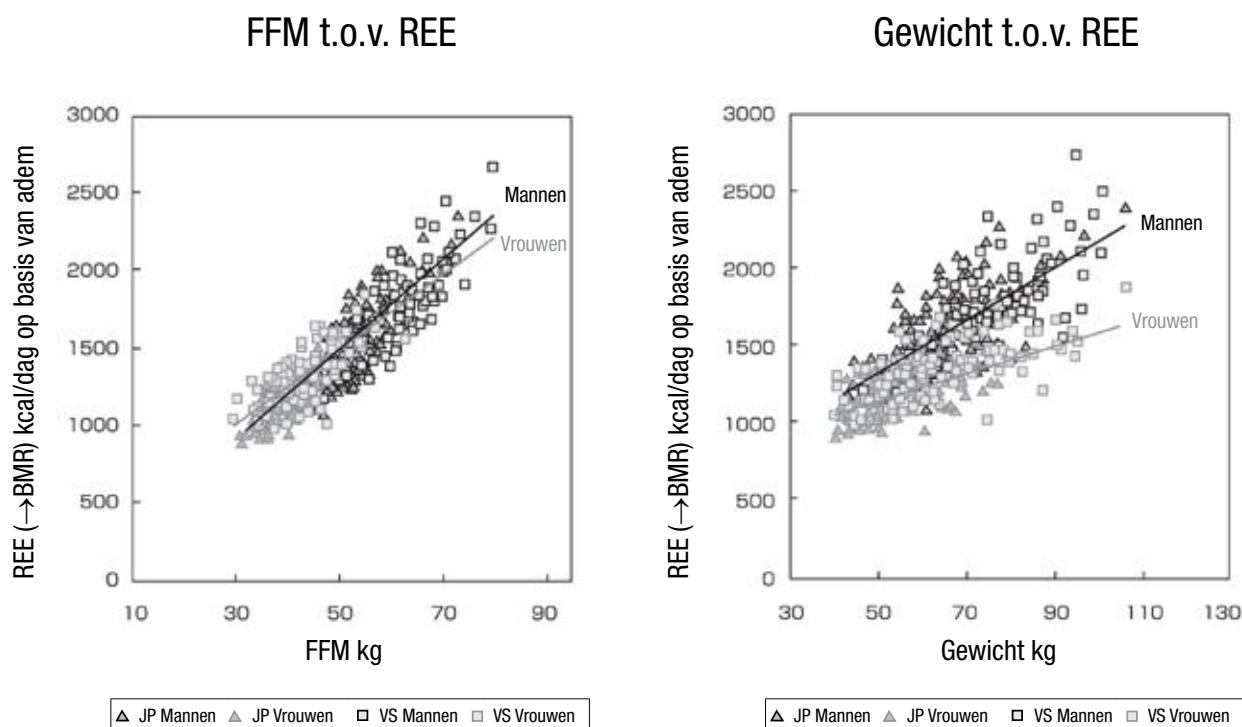 FFM t.o.v. REE
REE (→BMR) kcal/dag op basis van adem
3000
2500
2000
1500
1000
500
0
10 30 50 70 90
FFM kg
Mannen
Vrouwen
JP Mannen JP Vrouwen VS Mannen VS Vrouwen
Gewicht t.o.v. REE
REE (→BMR) kcal/dag op basis van adem
3000
2500
2000
1500
1000
500
0
30 50 70 90 110 130
Gewicht kg
Mannen
Vrouwen
JP Mannen JP Vrouwen VS Mannen VS Vrouwen